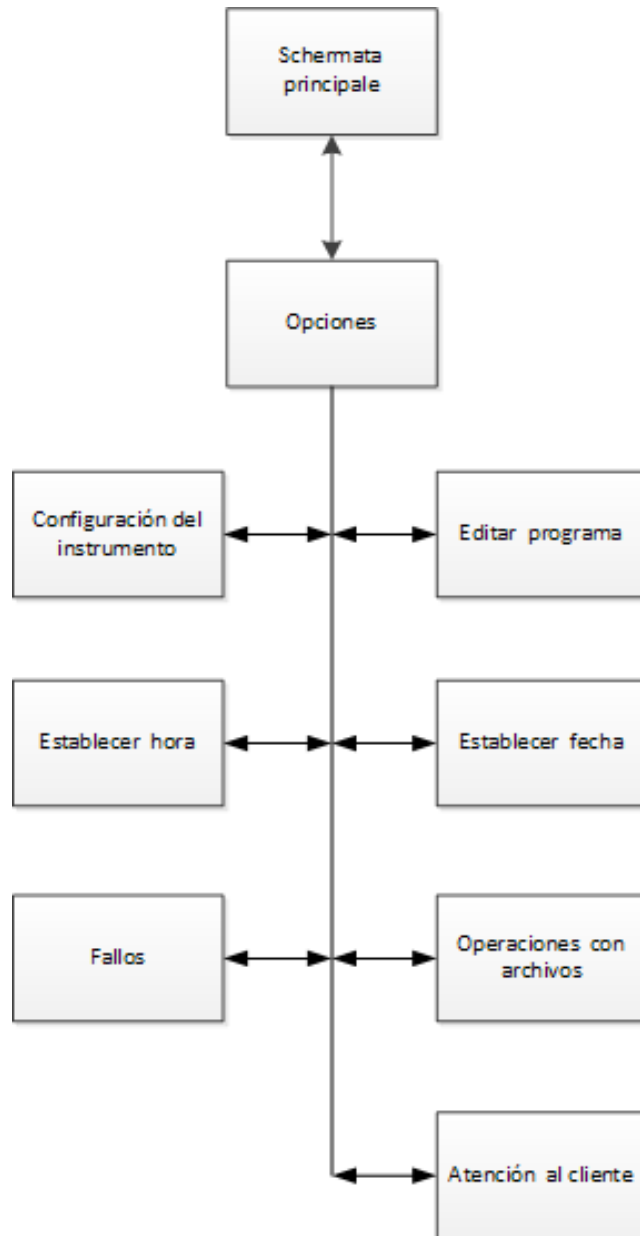 Schermata
principale
Opciones
Configuración del
instrumento
Editar programa
Establecer hora
Establecer fecha
Fallos
Operaciones con
archivos
Atención al cliente